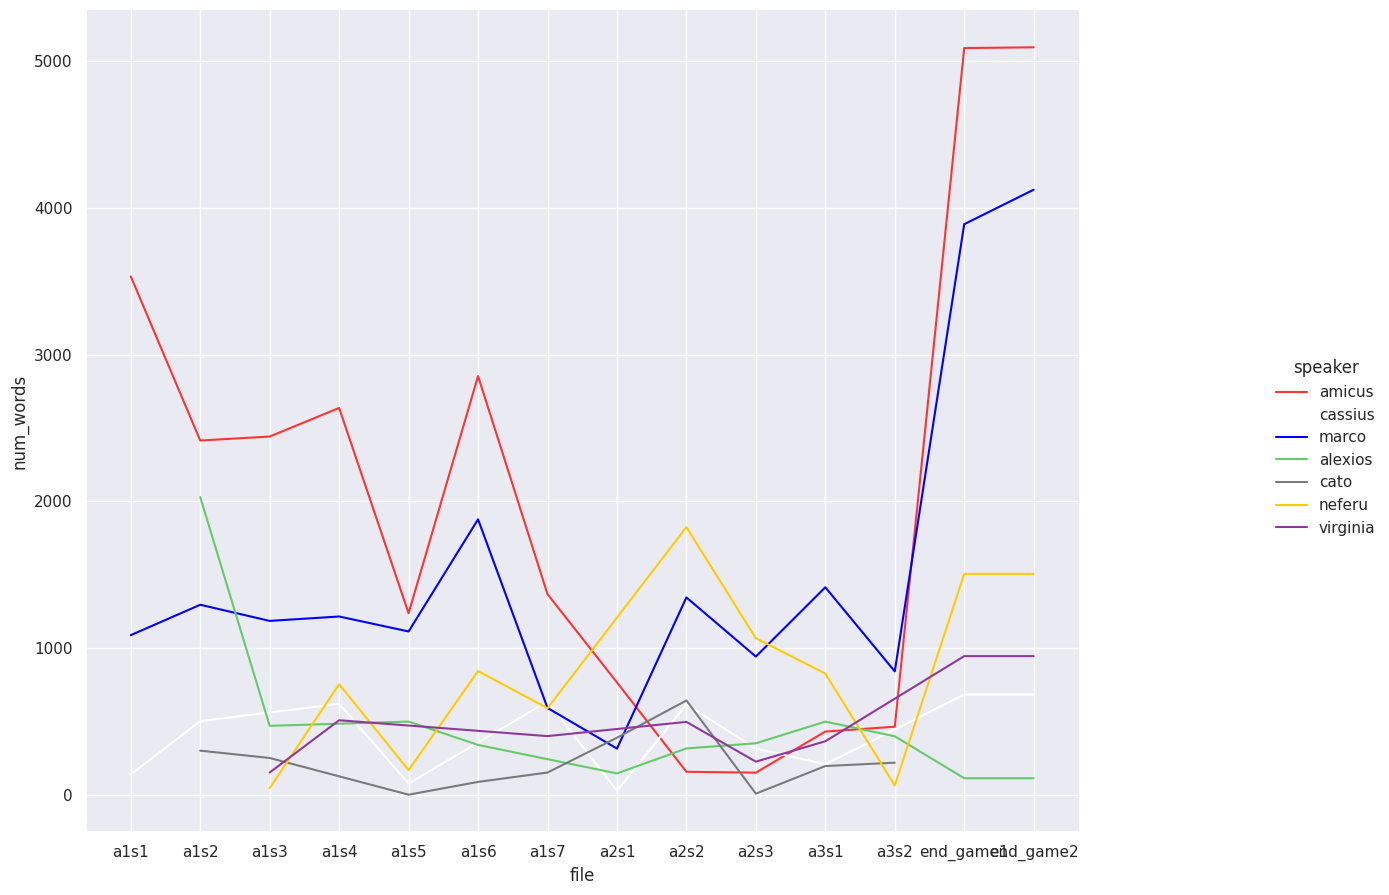 5000
4000
3000
2000
1000
0
num_words
a1s1 a1s2 a1s3 a1s4 a1s5 a1s6 a1s7 a2s1 a2s2 a2s3 a3s1 a3s2 end_game1 end_game2
file
speaker
amicus
cassius
marco
alexios
cato
neferu
virginia